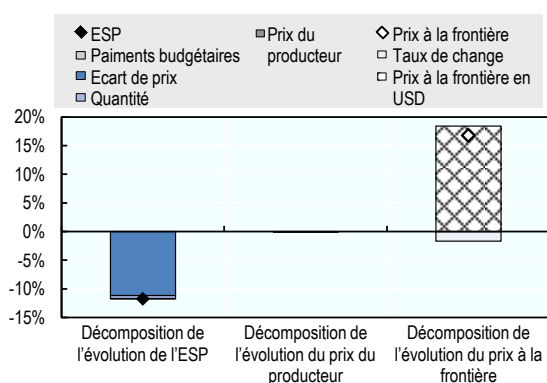 ESP
Paiments budgétaires
Ecart de prix
Quantité
Prix du
producteur
Prix à la frontière
Taux de change
Prix à la frontière en
USD
20%
15%
10%
5%
0%
-5%
-10%
-15%
Décomposition de
l'évolution de l'ESP
Décomposition de
l'évolution du prix du
producteur
Décomposition de
l'évolution du prix à la
frontière